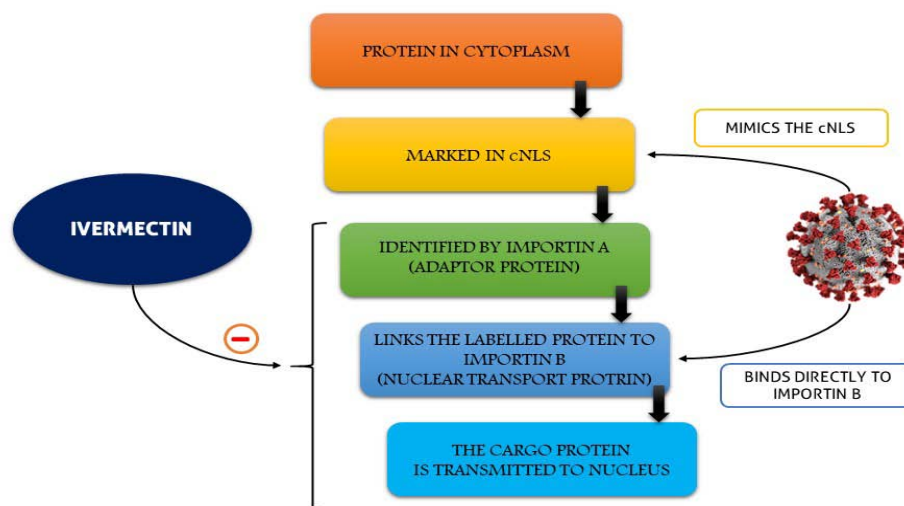 PROTEIN IN CYTOPLASM
MIMICS THE cNLS
MARKED IN cNLS
IVERMECTIN
IDENTIFIED BY IMPORTIN A
(ADAPTOR PROTEIN)
LINKS THE LABELLED PROTEIN TO
IMPORTIN B
(NUCLEAR TRANSPORT PROTRIN)
BINDS DIRECTLY TO
IMPORTIN B
THE CARGO PROTEIN
IS TRANSMITTED TO NUCLEUS